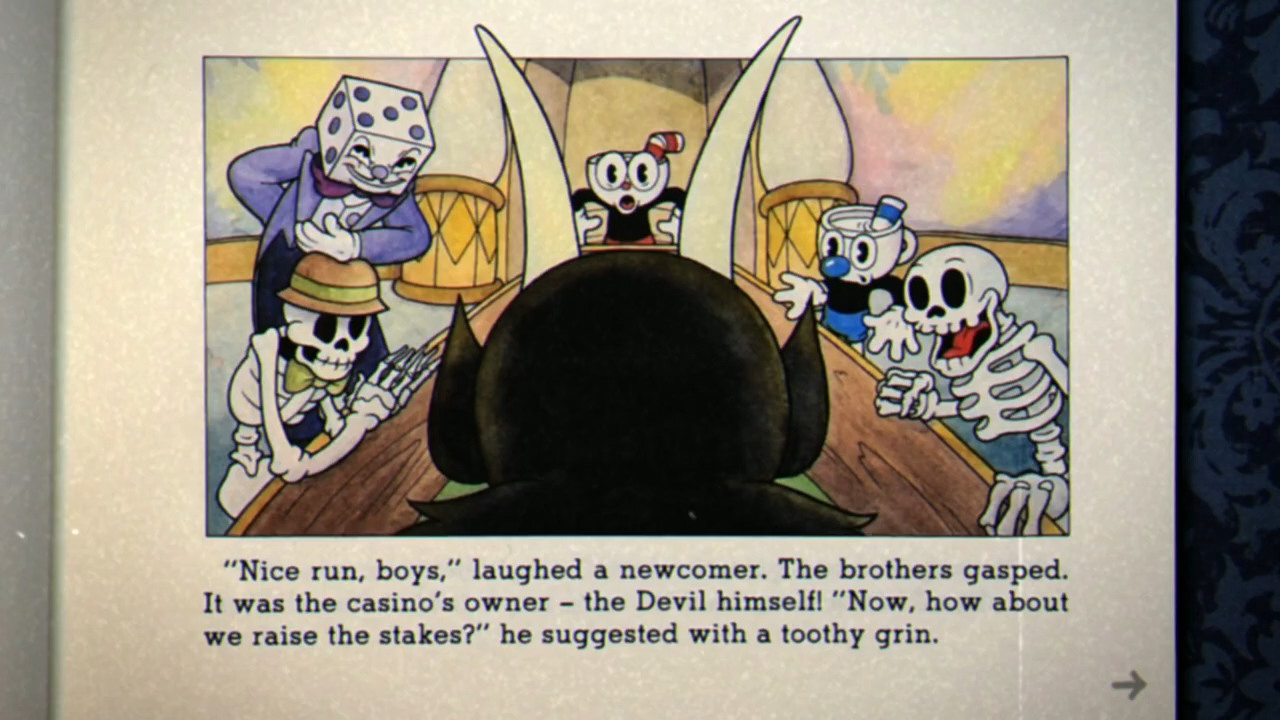 "Nice run, boys," laughed a newcomer. The brothers gasped.
It was the casino's owner – the Devil himself! "Now, how about
we raise the stakes?" he suggested with a toothy grin.